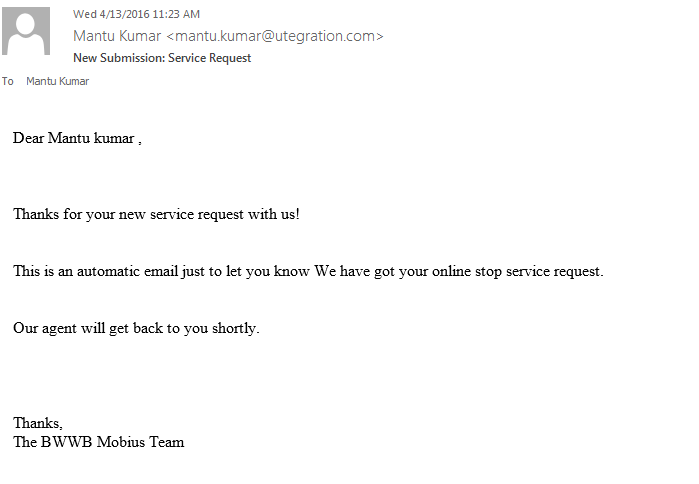 Wed 4/13/2016 11:23 AM
Mantu Kumar <mantu.kumar@utegration.com>
New Submission: Service Request
To Mantu Kumar
Dear Mantu kumar ,
Thanks for your new service request with us!
This is an automatic email just to let you know We have got your online stop service request.
Our agent will get back to you shortly.
Thanks,
The BWWB Mobius Team